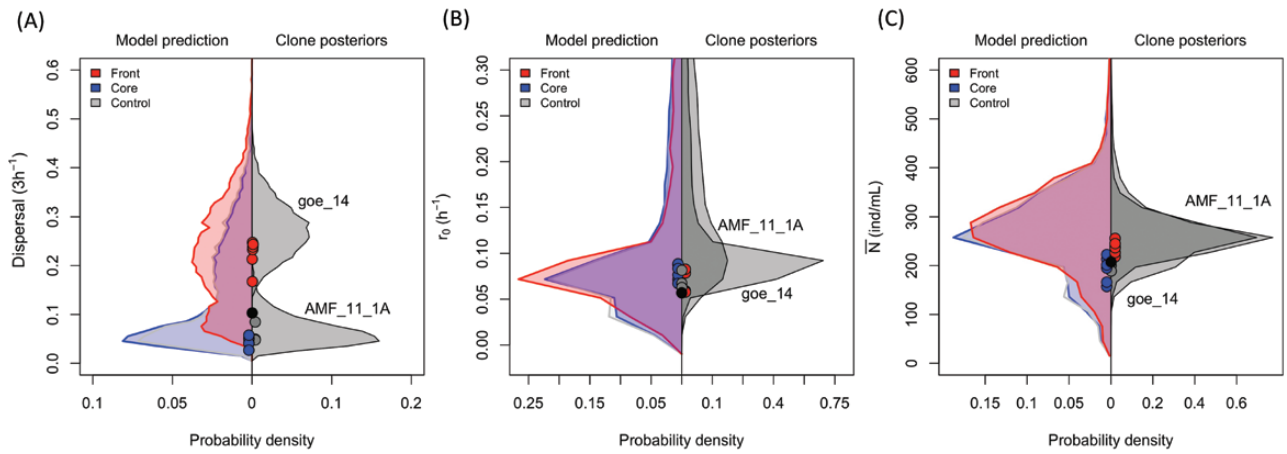 (A)
Model prediction
Clone posteriors
Front
Core
Control
goe_14
AMF_11_1A
0.6
0.5
0.4
0.3
0.2
0.1
0.0
Dispersal (3h⁻¹)
0.1
0.05
0
0.1
0.2
Probability density
(B)
Model prediction
Clone posteriors
Front
Core
Control
AMF_11_1A
goe_14
0.30
0.25
0.20
0.15
0.10
0.05
0.00
r₀ (h⁻¹)
0.25
0.15
0.05
0.1
0.4
0.75
Probability density
(C)
Model prediction
Clone posteriors
Front
Core
Control
AMF_11_1A
goe_14
600
500
400
300
200
100
0
N̅ (ind/mL)
0.15
0.1
0.05
0
0.2
0.4
0.6
Probability density